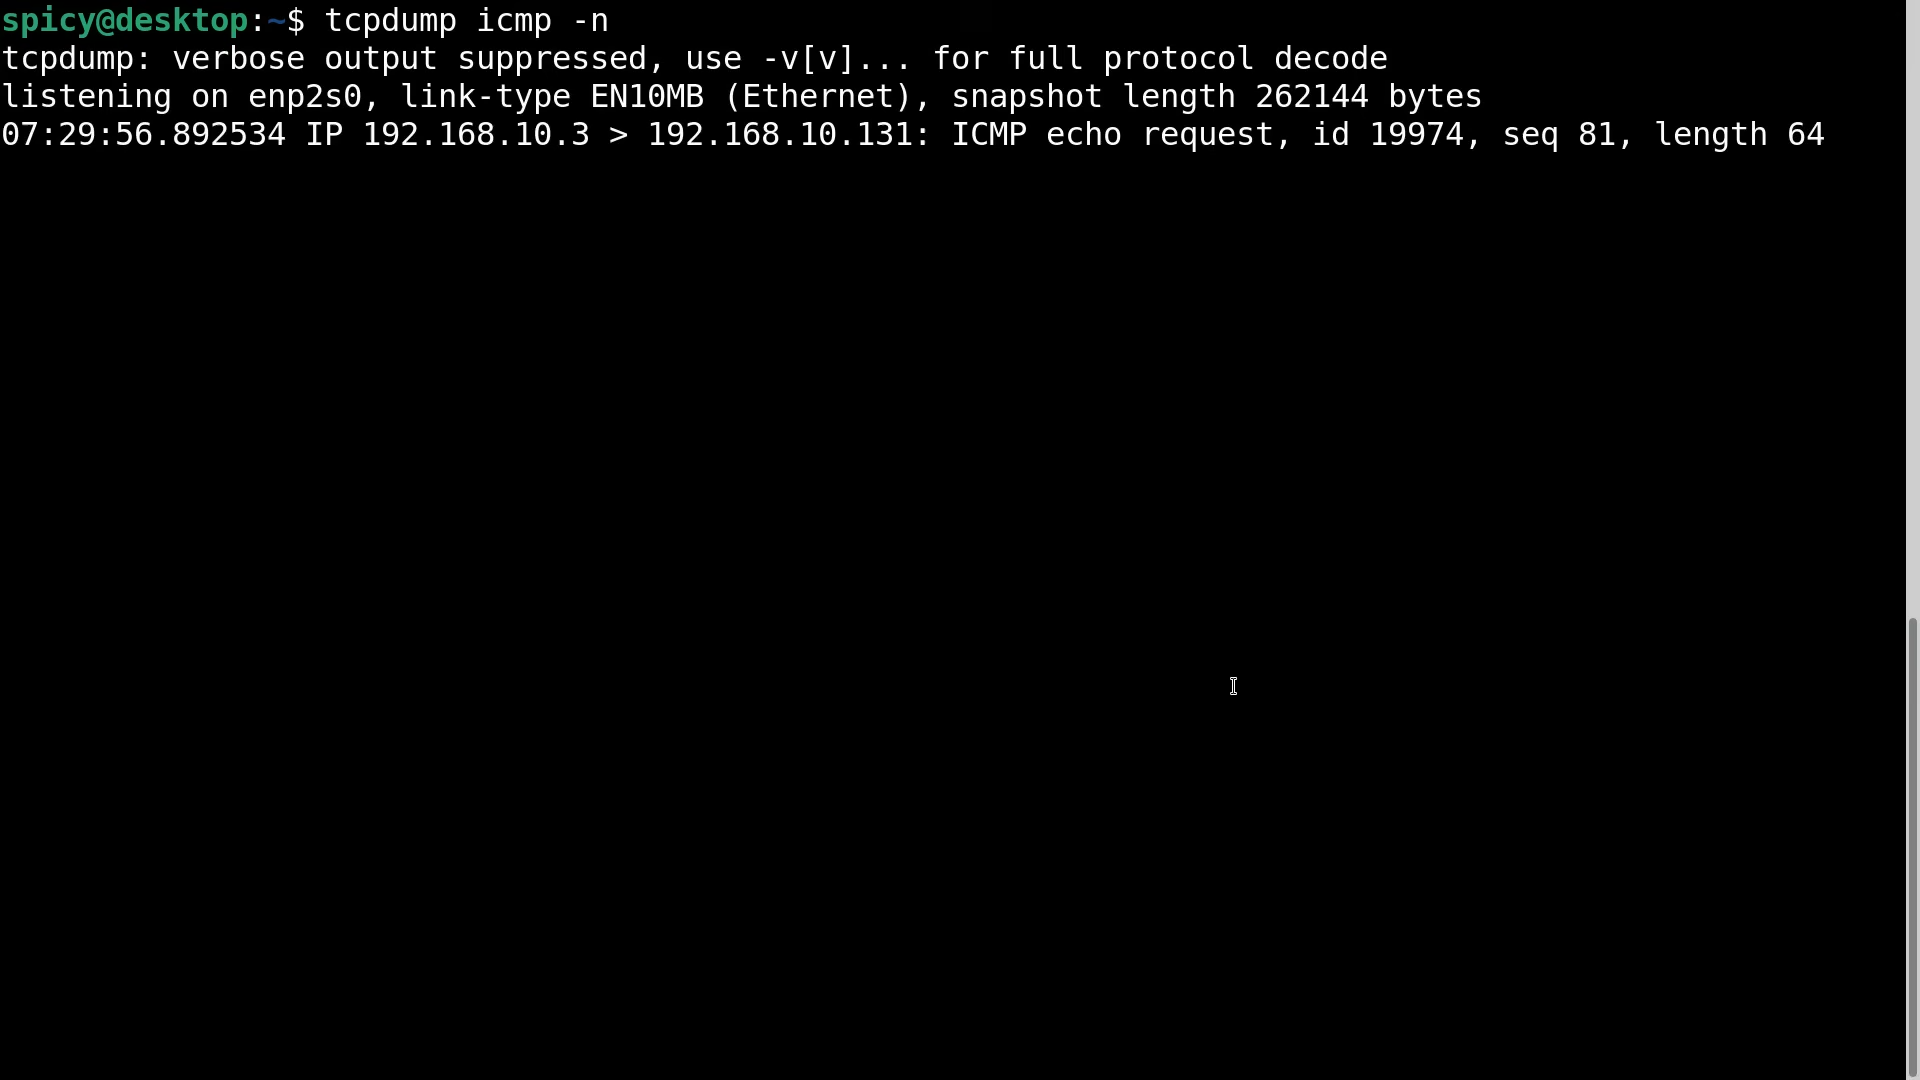 spicy@desktop:~$ tcpdump icmp -n
tcpdump: verbose output suppressed, use -v[v]... for full protocol decode
listening on enp2s0, link-type EN10MB (Ethernet), snapshot length 262144 bytes
07:29:56.892534 IP 192.168.10.3 > 192.168.10.131: ICMP echo request, id 19974, seq 81, length 64